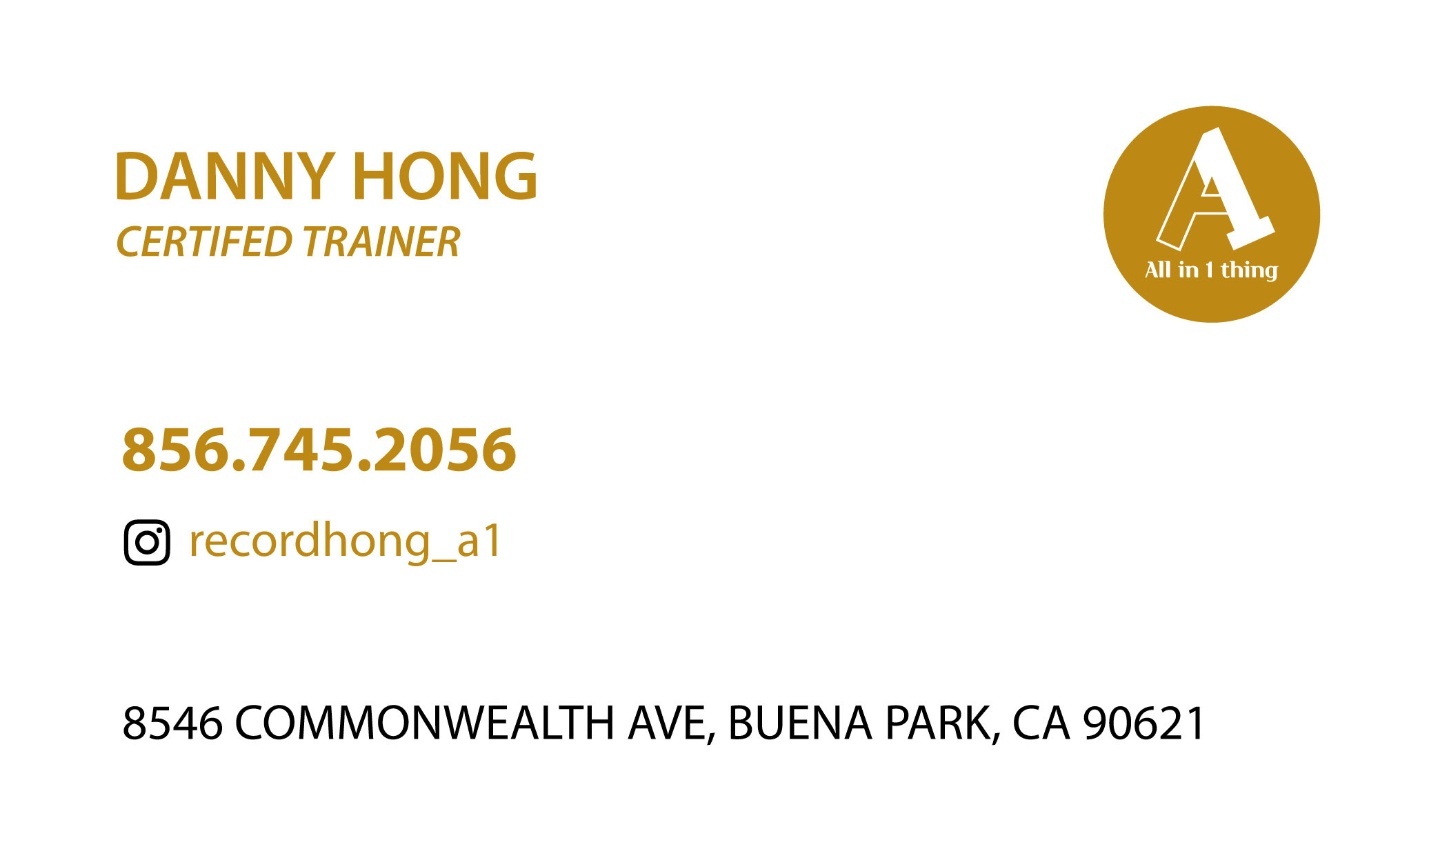 DANNY HONG
CERTIFED TRAINER
A
All in 1 thing
856.745.2056
recordhong_a1
8546 COMMONWEALTH AVE, BUENA PARK, CA 90621